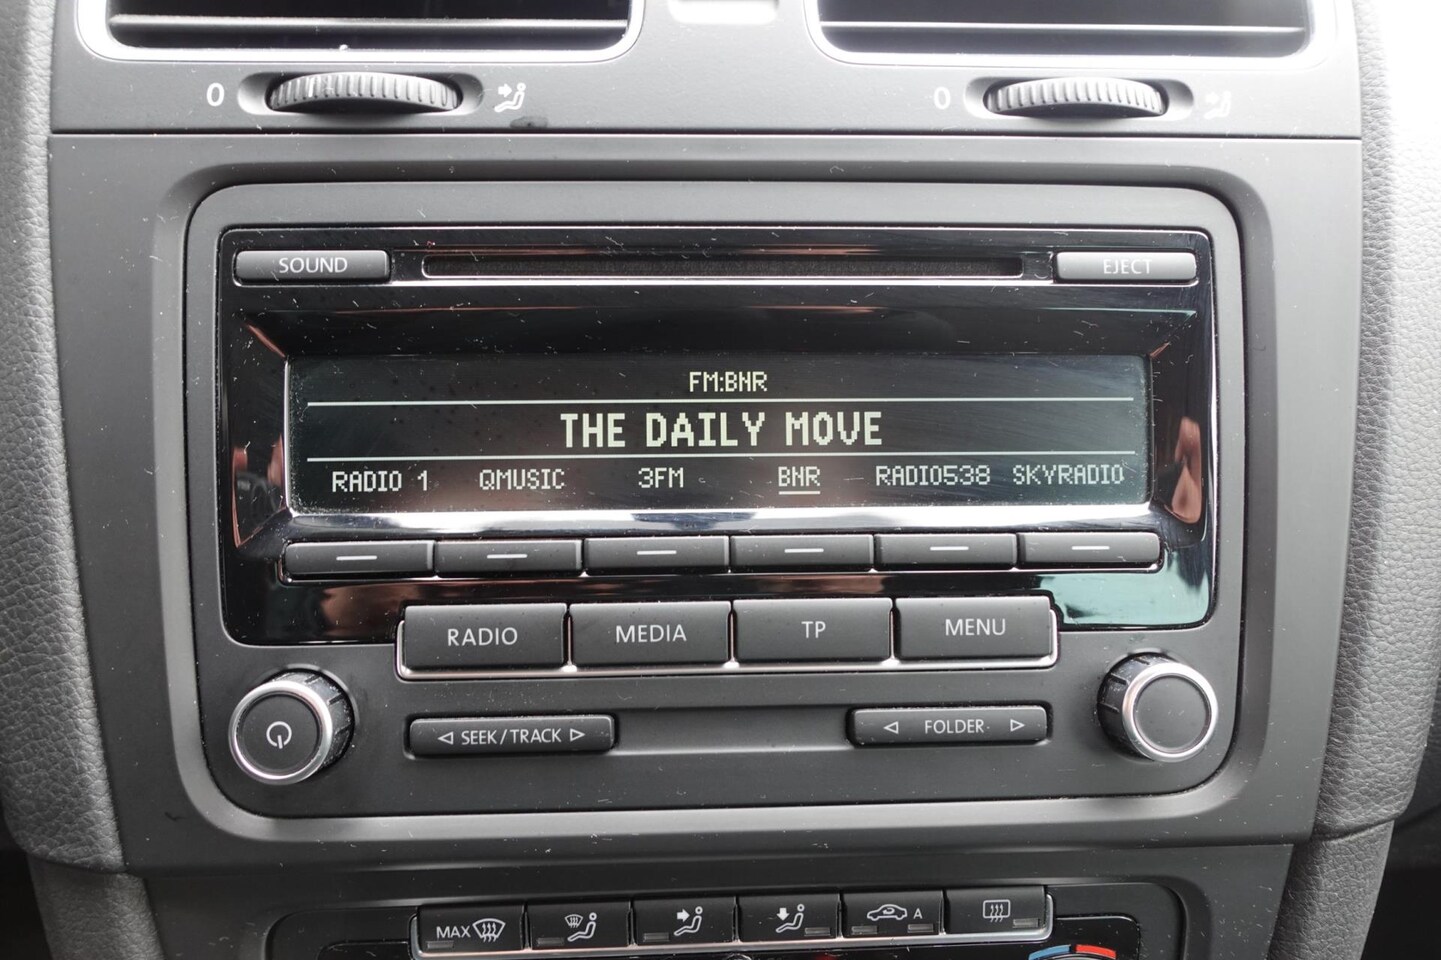 0 0
SOUND EJECT
FM:BNR
THE DAILY MOVE
RADIO 1 QMUSIC 3FM BNR RADIO538 SKYRADIO
RADIO MEDIA TP MENU
SEEK/TRACK FOLDER
MAX A